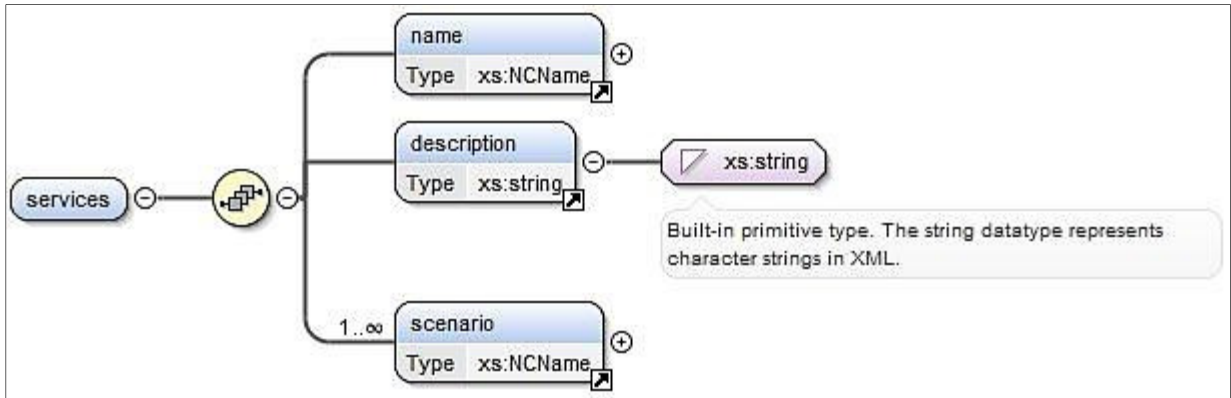 name
Type xs:NCName
description
Type xs:string
xs:string
services
Built-in primitive type. The string datatype represents
character strings in XML.
1..∞
scenario
Type xs:NCName